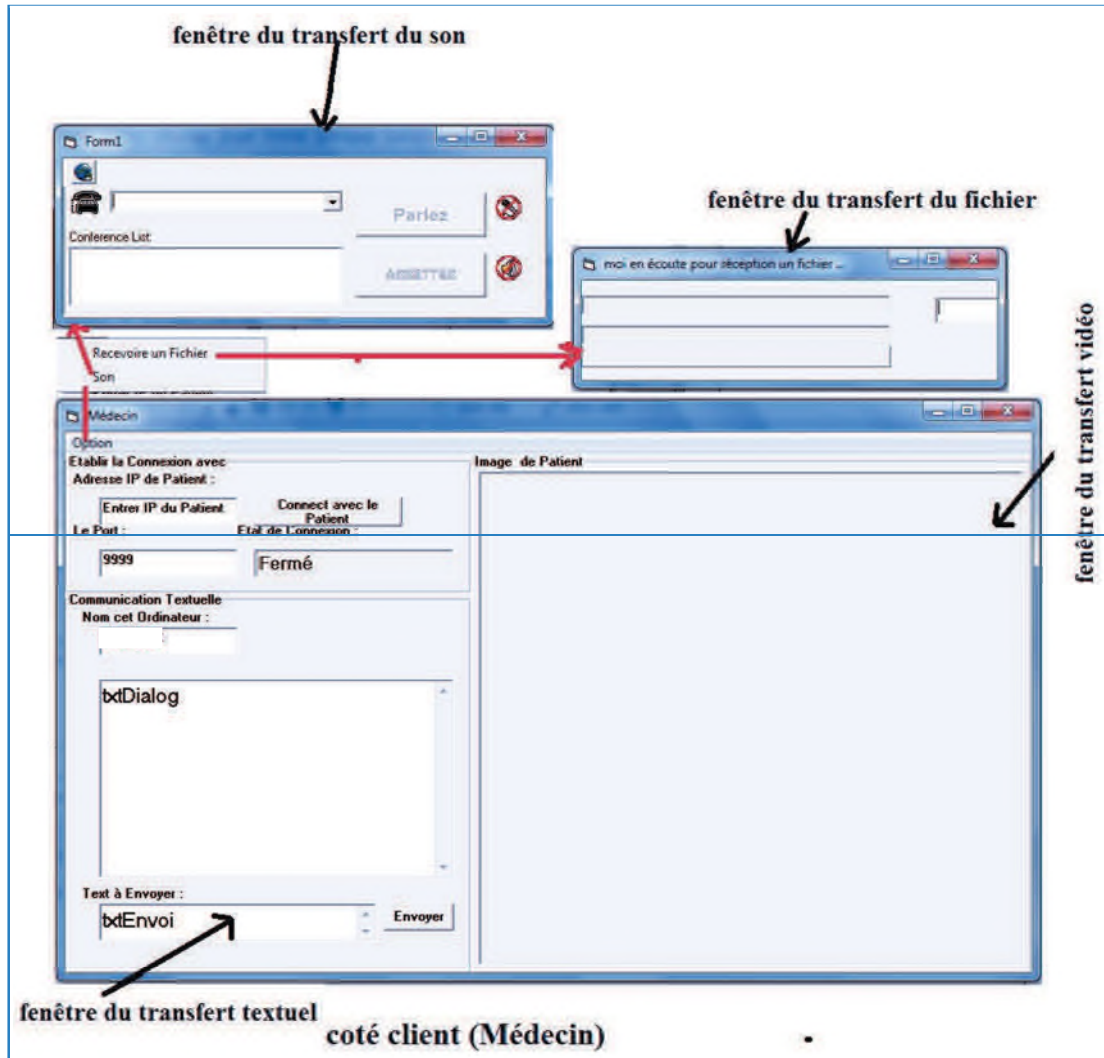 fenêtre du transfert du son
Form1
Parlez
Conference List:
fenêtre du transfert du fichier
moi en écoute pour réception un fichier ...
Recevoire un Fichier
Son
Médecin
Option
Etablir la Connexion avec
Adresse IP de Patient :
Entrer IP du Patient
Connect avec le
Patient
Le Port :
Etat de Connexion :
9999
Fermé
Communication Textuelle
Nom cet Ordinateur :
txtDialog
Text à Envoyer :
txtEnvoi
Envoyer
Image de Patient
fenêtre du transfert vidéo
fenêtre du transfert textuel
coté client (Médecin)